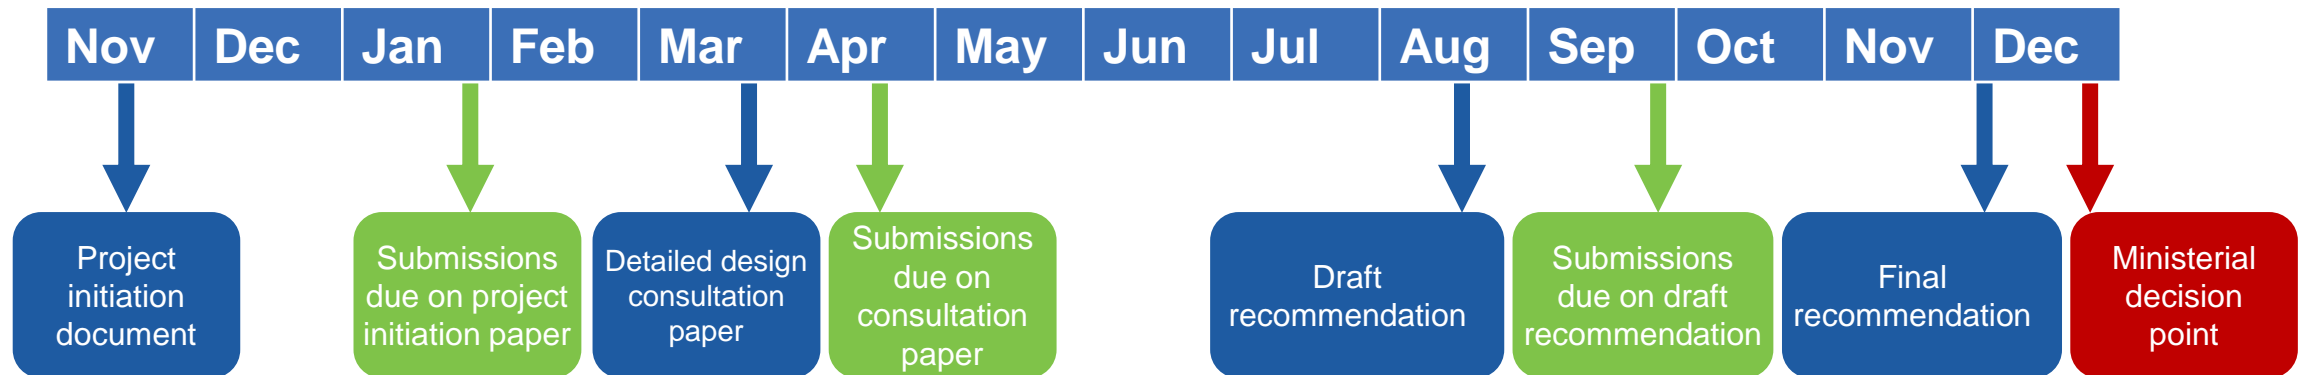 Nov Dec Jan Feb Mar Apr May Jun Jul Aug Sep Oct Nov Dec
Project
initiation
document
Submissions
due on project
initiation paper
Detailed design
consultation
paper
Submissions
due on
consultation
paper
Draft
recommendation
Submissions
due on draft
recommendation
Final
recommendation
Ministerial
decision
point